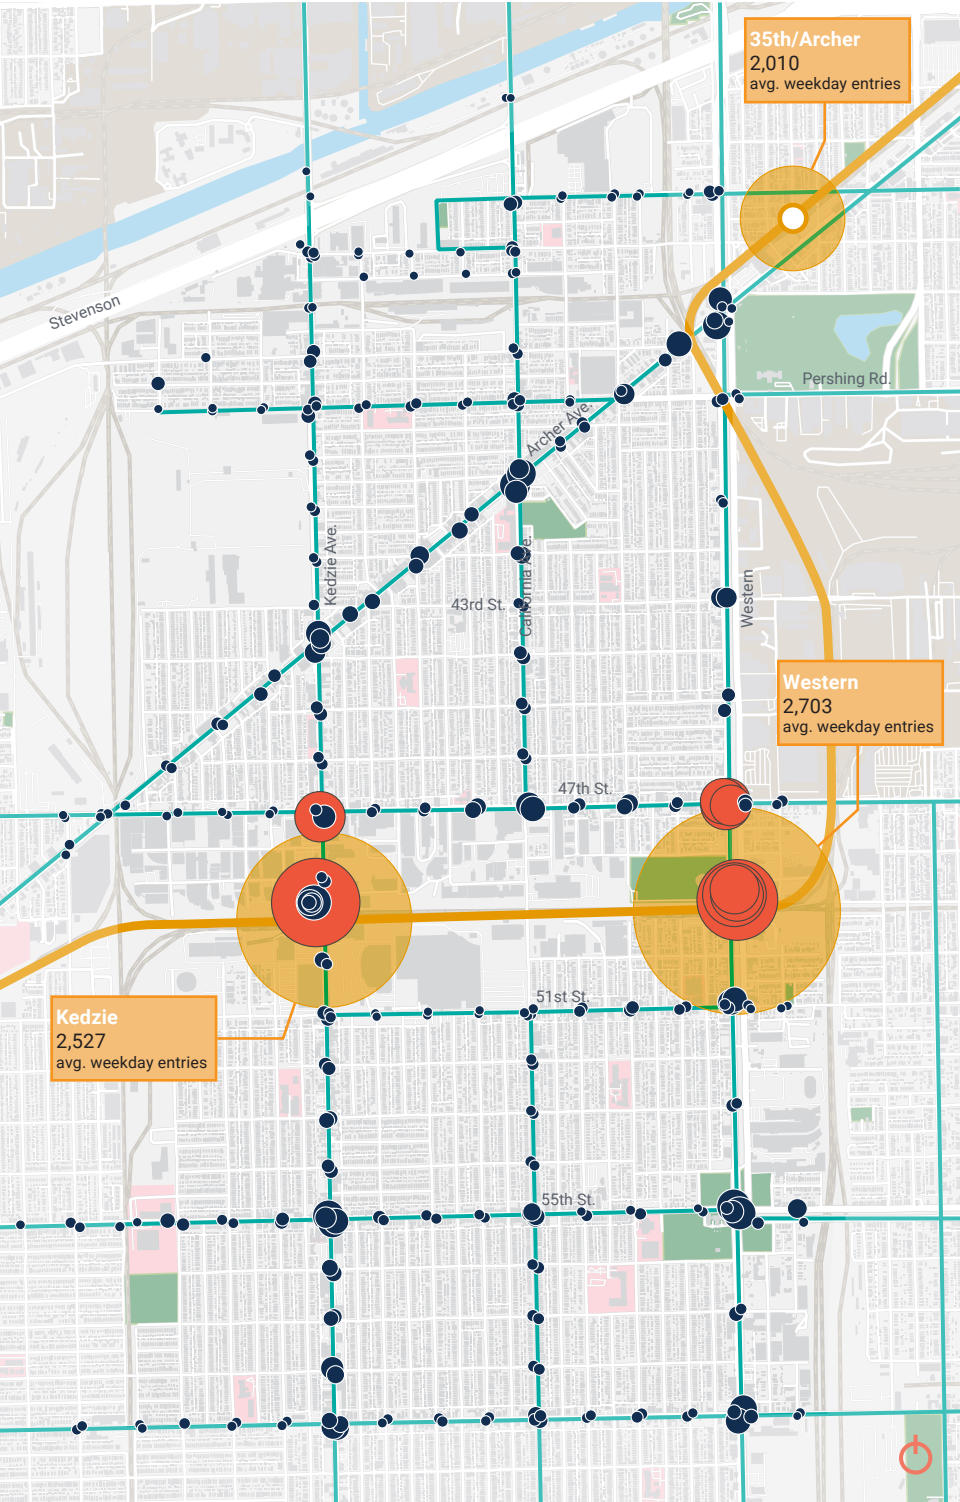 35th/Archer
2,010
avg. weekday entries
Stevenson
Pershing Rd.
Archer Ave.
Kedzie Ave.
California Ave.
Western
43rd St.
Western
2,703
avg. weekday entries
47th St.
51st St.
Kedzie
2,527
avg. weekday entries
55th St.